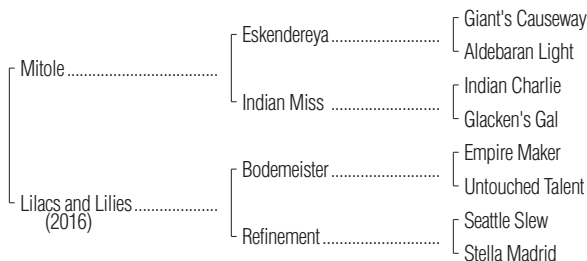 Giant's Causeway
Eskendereya
Aldebaran Light
Mitole
Indian Charlie
Indian Miss
Glacken's Gal
Empire Maker
Bodemeister
Untouched Talent
Lilacs and Lilies
(2016)
Seattle Slew
Refinement
Stella Madrid